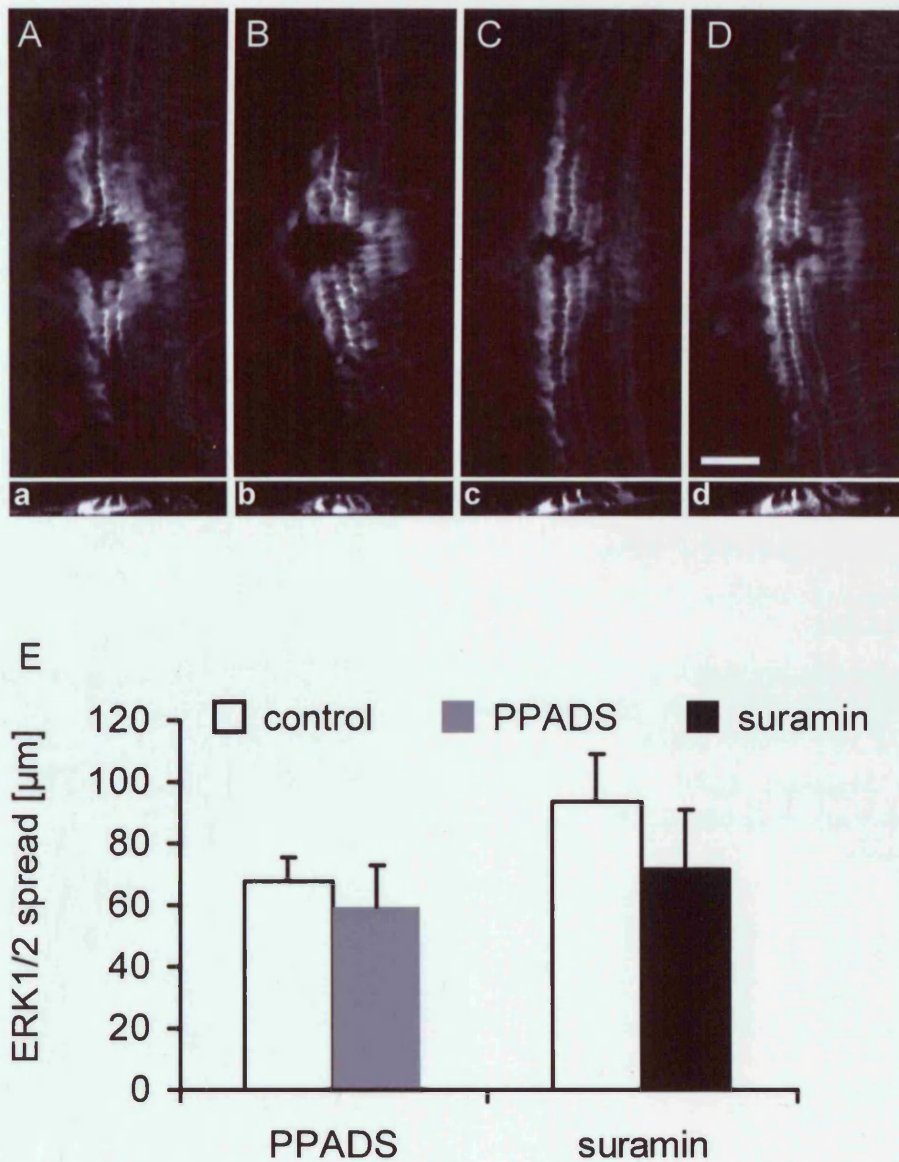 A B C D
a b c d
E
control PPADS suramin
ERK1/2 spread [µm]
120
100
80
60
40
20
0
PPADS suramin